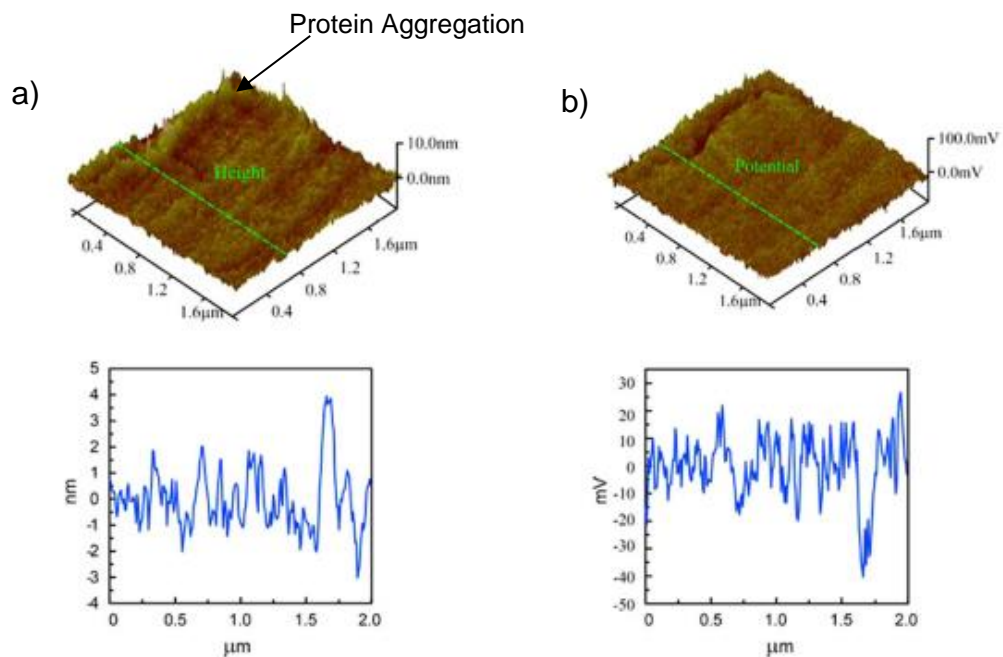 Protein Aggregation
a)
b)
Height
10.0nm
0.0nm
0.4
0.8
1.2
1.6µm
0.4
0.8
1.2
1.6µm
Potential
100.0mV
0.0mV
0.4
0.8
1.2
1.6µm
0.4
0.8
1.2
1.6µm
5
4
3
2
1
0
-1
-2
-3
-4
nm
0
0.5
1.0
1.5
2.0
µm
30
20
10
0
-10
-20
-30
-40
-50
mV
0
0.5
1.0
1.5
2.0
µm